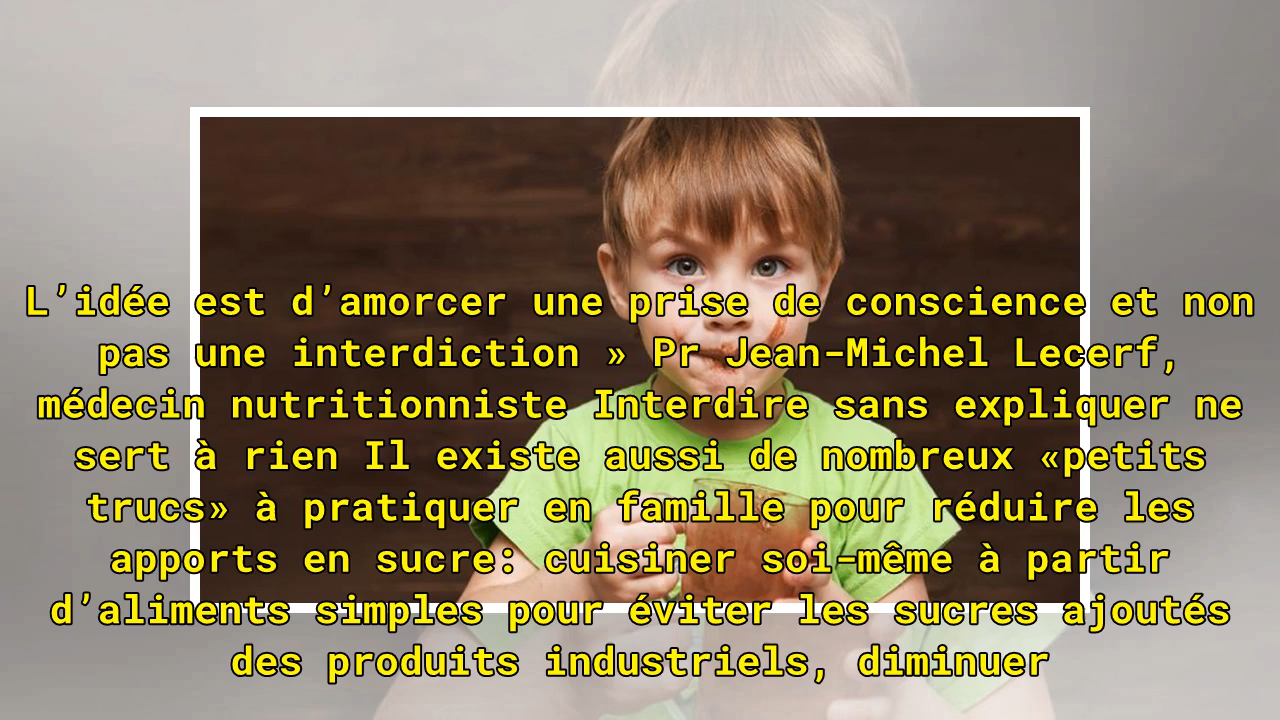 L’idée est d’amorcer une prise de conscience et non
pas une interdiction » Pr Jean-Michel Lecerf,
médecin nutritionniste Interdire sans expliquer ne
sert à rien Il existe aussi de nombreux «petits
trucs» à pratiquer en famille pour réduire les
apports en sucre: cuisiner soi-même à partir
d’aliments simples pour éviter les sucres ajoutés
des produits industriels, diminuer